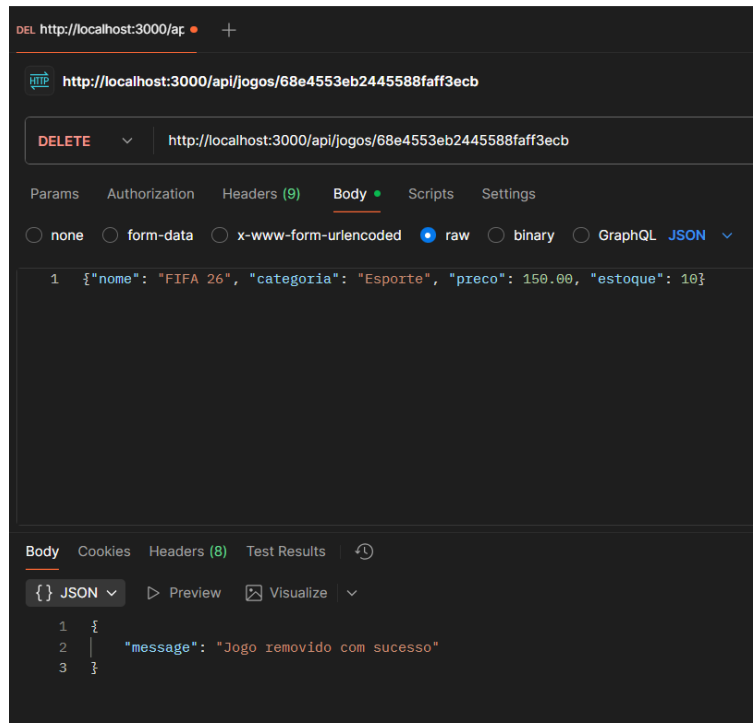 DEL http://localhost:3000/ap
HTTP http://localhost:3000/api/jogos/68e4553eb2445588faff3ecb
DELETE http://localhost:3000/api/jogos/68e4553eb2445588faff3ecb
Params Authorization Headers (9) Body Scripts Settings
none form-data x-www-form-urlencoded raw binary GraphQL JSON
1 {"nome": "FIFA 26", "categoria": "Esporte", "preco": 150.00, "estoque": 10}
Body Cookies Headers (8) Test Results
{} JSON Preview Visualize
1 {
2 "message": "Jogo removido com sucesso"
3 }